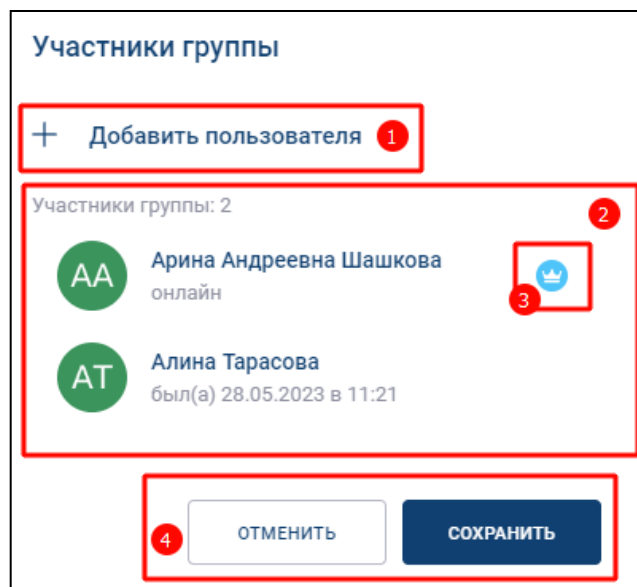 Участники группы
+ Добавить пользователя 1
Участники группы: 2
2
АА
Арина Андреевна Шашкова
онлайн
3
АТ
Алина Тарасова
был(а) 28.05.2023 в 11:21
4
ОТМЕНИТЬ
СОХРАНИТЬ